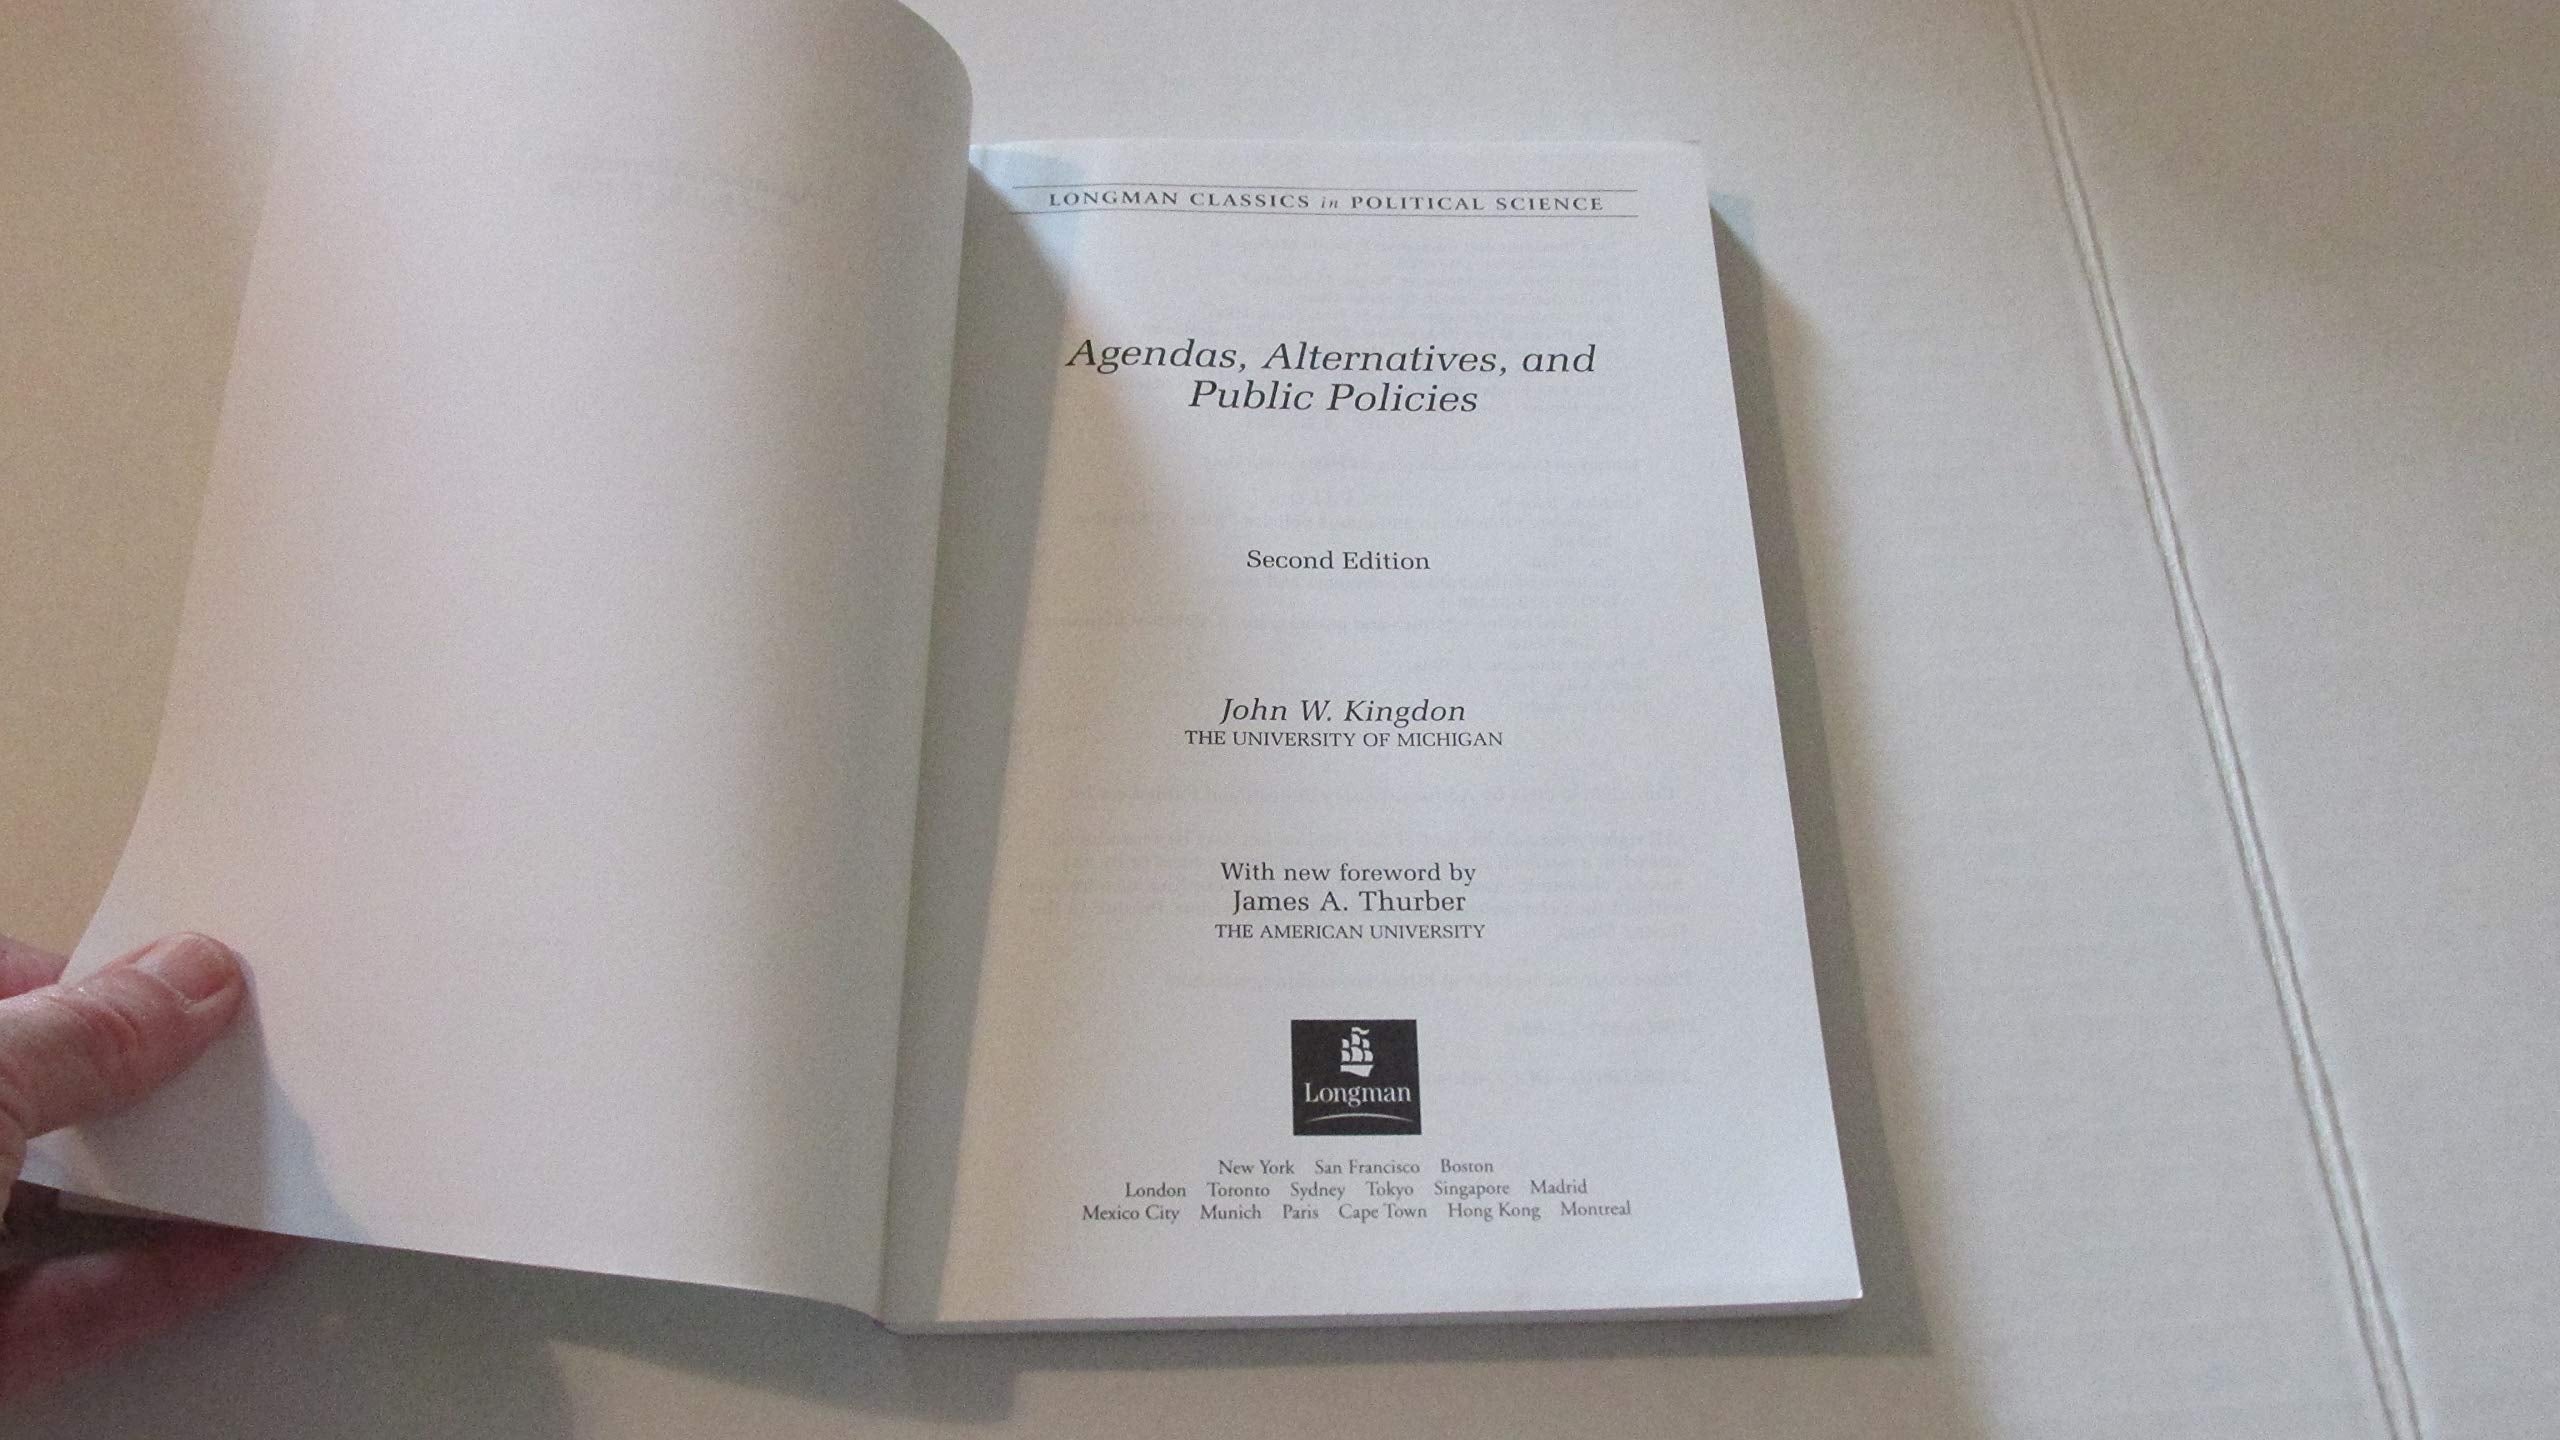 LONGMAN CLASSICS in POLITICAL SCIENCE
Agendas, Alternatives, and
Public Policies
Second Edition
John W. Kingdon
THE UNIVERSITY OF MICHIGAN
With new foreword by
James A. Thurber
THE AMERICAN UNIVERSITY
Longman
New York San Francisco Boston
London Toronto Sydney Tokyo Singapore Madrid
Mexico City Munich Paris Cape Town Hong Kong Montreal